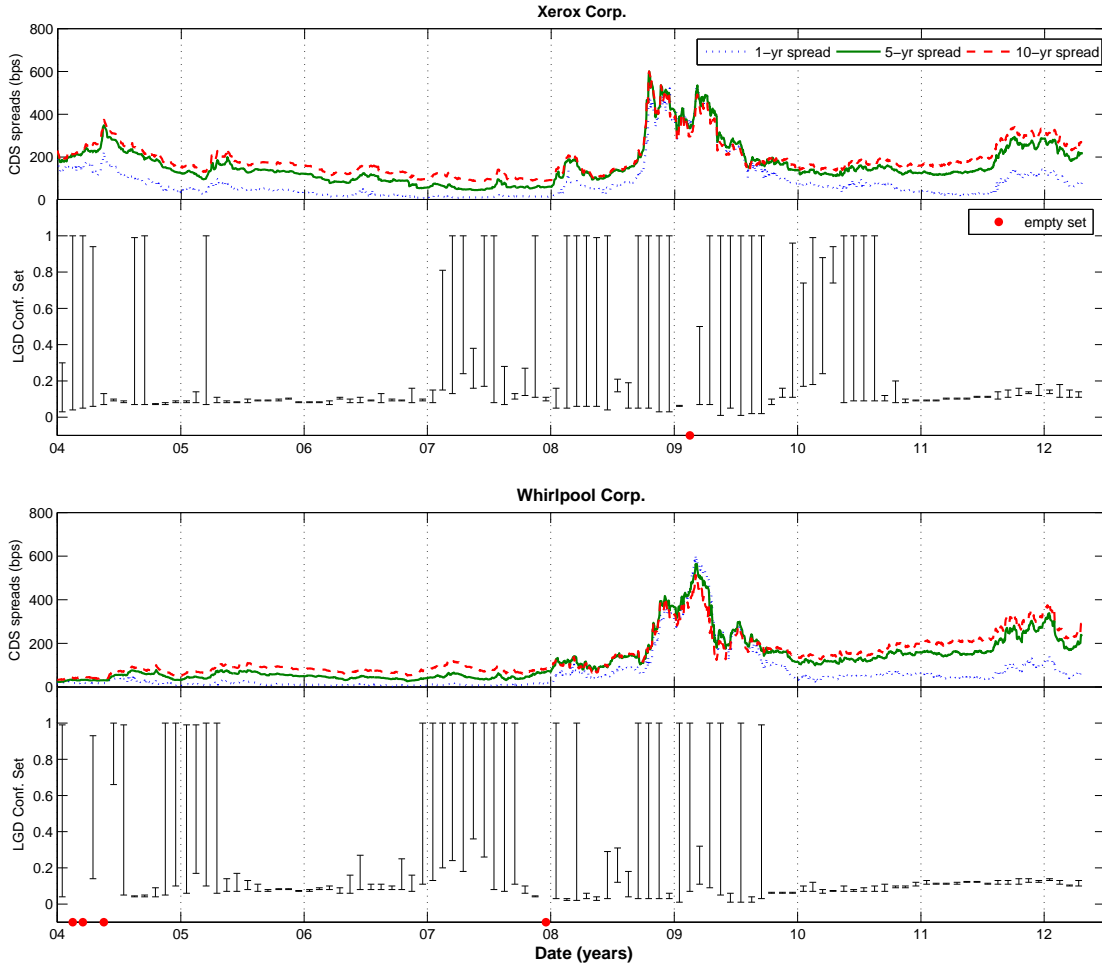 Xerox Corp.
800
600
400
200
0
CDS spreads (bps)
1−yr spread 5−yr spread 10−yr spread
1
0.8
0.6
0.4
0.2
0
LGD Conf. Set
empty set
04 05 06 07 08 09 10 11 12
Whirlpool Corp.
800
600
400
200
0
CDS spreads (bps)
1
0.8
0.6
0.4
0.2
0
LGD Conf. Set
04 05 06 07 08 09 10 11 12
Date (years)